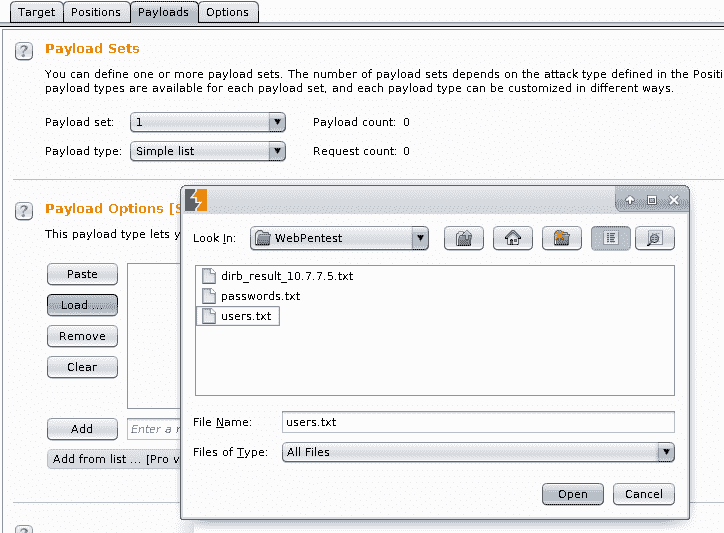 Target Positions Payloads Options
? Payload Sets
You can define one or more payload sets. The number of payload sets depends on the attack type defined in the Positi
payload types are available for each payload set, and each payload type can be customized in different ways.
Payload set: 1 Payload count: 0
Payload type: Simple list Request count: 0
? Payload Options [S
This payload type lets y
Look In: WebPentest
Paste
Load ...
Remove
Clear
dirb_result_10.7.7.5.txt
passwords.txt
users.txt
File Name: users.txt
Add Enter a n
Files of Type: All Files
Add from list ... [Pro v
Open Cancel
?